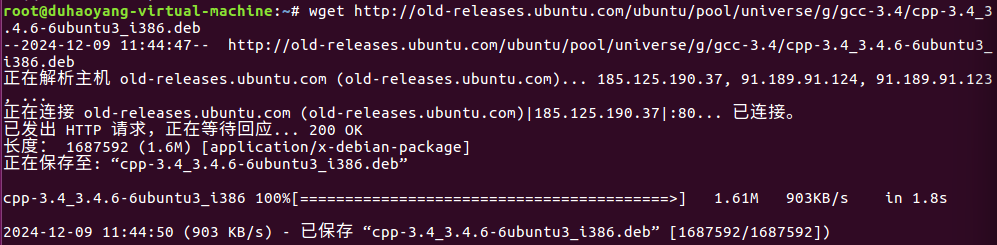 root@duhaoyang-virtual-machine:~# wget http://old-releases.ubuntu.com/ubuntu/pool/universe/g/gcc-3.4/cpp-3.4_3
.4.6-6ubuntu3_i386.deb
--2024-12-09 11:44:47--  http://old-releases.ubuntu.com/ubuntu/pool/universe/g/gcc-3.4/cpp-3.4_3.4.6-6ubuntu3_
i386.deb
正在解析主机 old-releases.ubuntu.com (old-releases.ubuntu.com)... 185.125.190.37, 91.189.91.124, 91.189.91.123
, ...
正在连接 old-releases.ubuntu.com (old-releases.ubuntu.com)|185.125.190.37|:80... 已连接。
已发出 HTTP 请求，正在等待回应... 200 OK
长度： 1687592 (1.6M) [application/x-debian-package]
正在保存至: “cpp-3.4_3.4.6-6ubuntu3_i386.deb”
cpp-3.4_3.4.6-6ubuntu3_i386 100%[=========================================>]   1.61M   903KB/s    in 1.8s
2024-12-09 11:44:50 (903 KB/s) - 已保存 “cpp-3.4_3.4.6-6ubuntu3_i386.deb” [1687592/1687592])